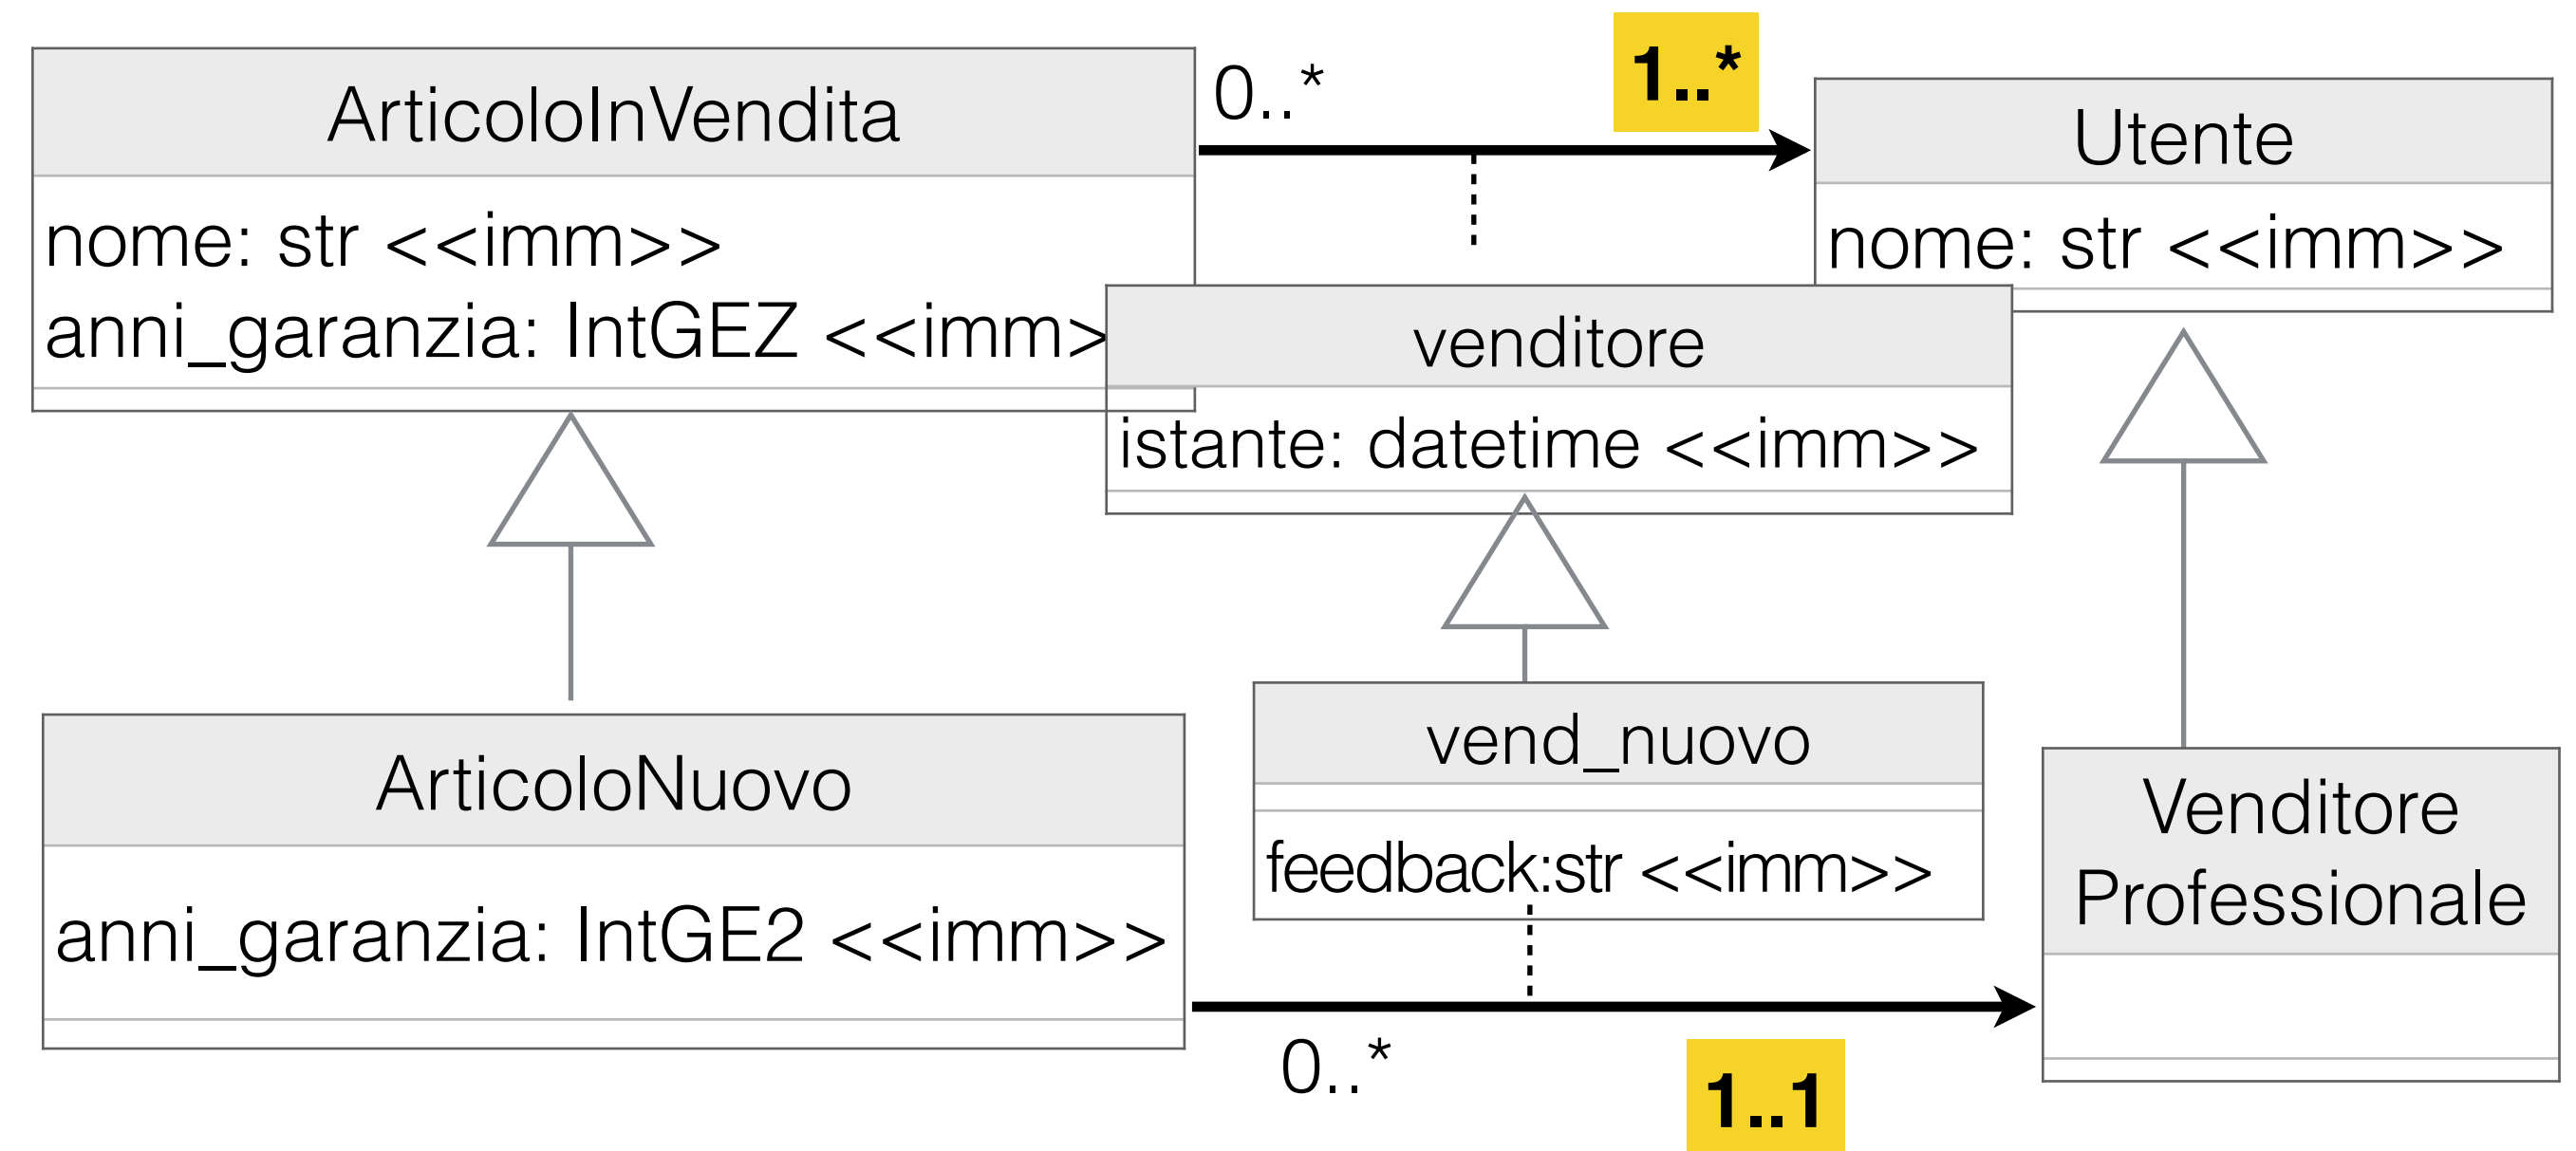 ArticoloInVendita
nome: str <<imm>>
anni_garanzia: IntGEZ <<imm>
0..*
1..*
Utente
nome: str <<imm>>
venditore
istante: datetime <<imm>>
ArticoloNuovo
anni_garanzia: IntGE2 <<imm>>
vend_nuovo
feedback:str <<imm>>
Venditore
Professionale
0..*
1..1